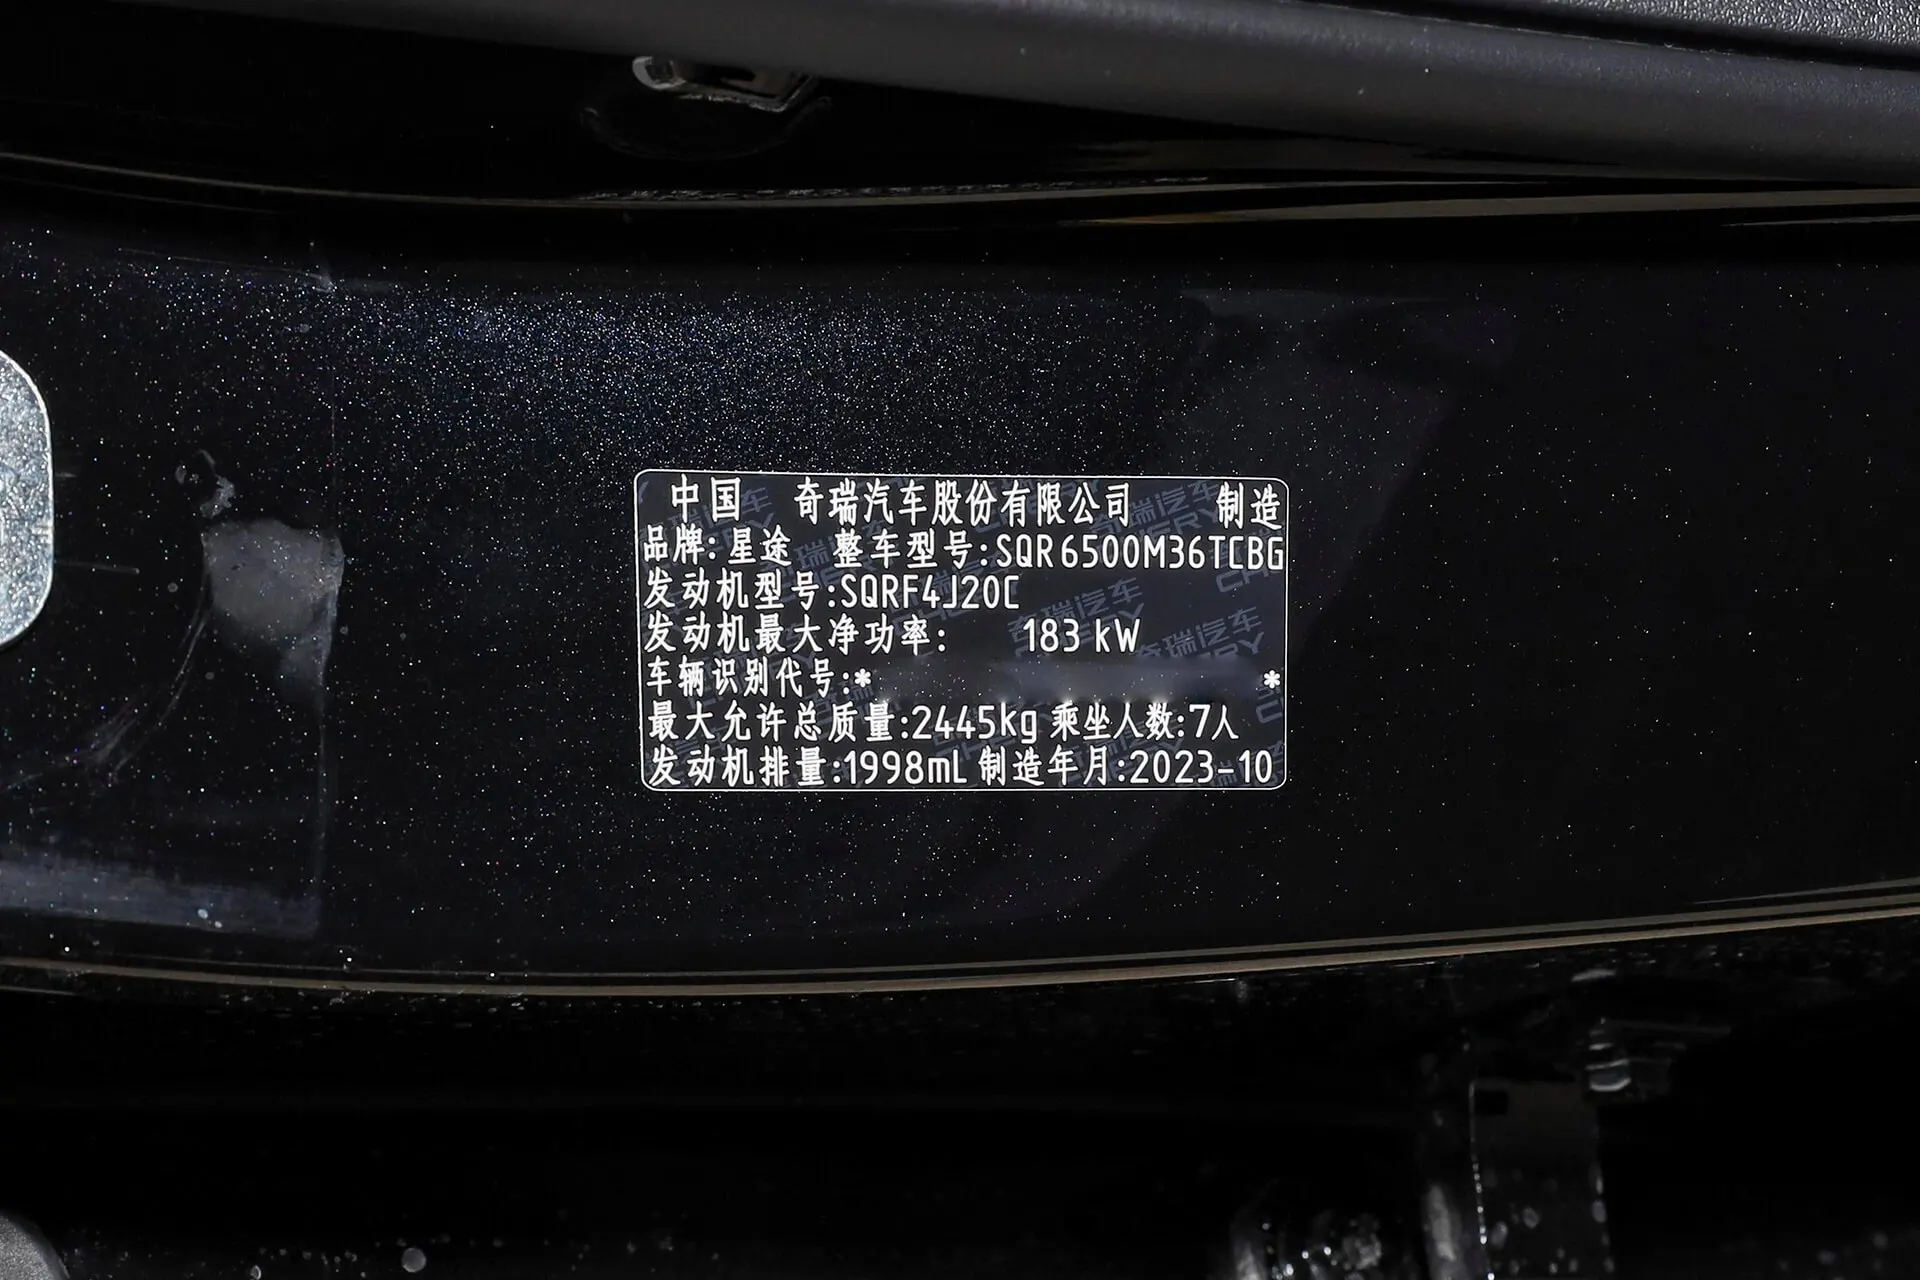 中国 奇瑞汽车股份有限公司 制造
品牌:星途 整车型号:SQR6500M36TCBG
发动机型号:SQRF4J20C
发动机最大净功率: 183 kW
车辆识别代号:* *
最大允许总质量:2445kg 乘坐人数:7人
发动机排量:1998mL 制造年月:2023-10